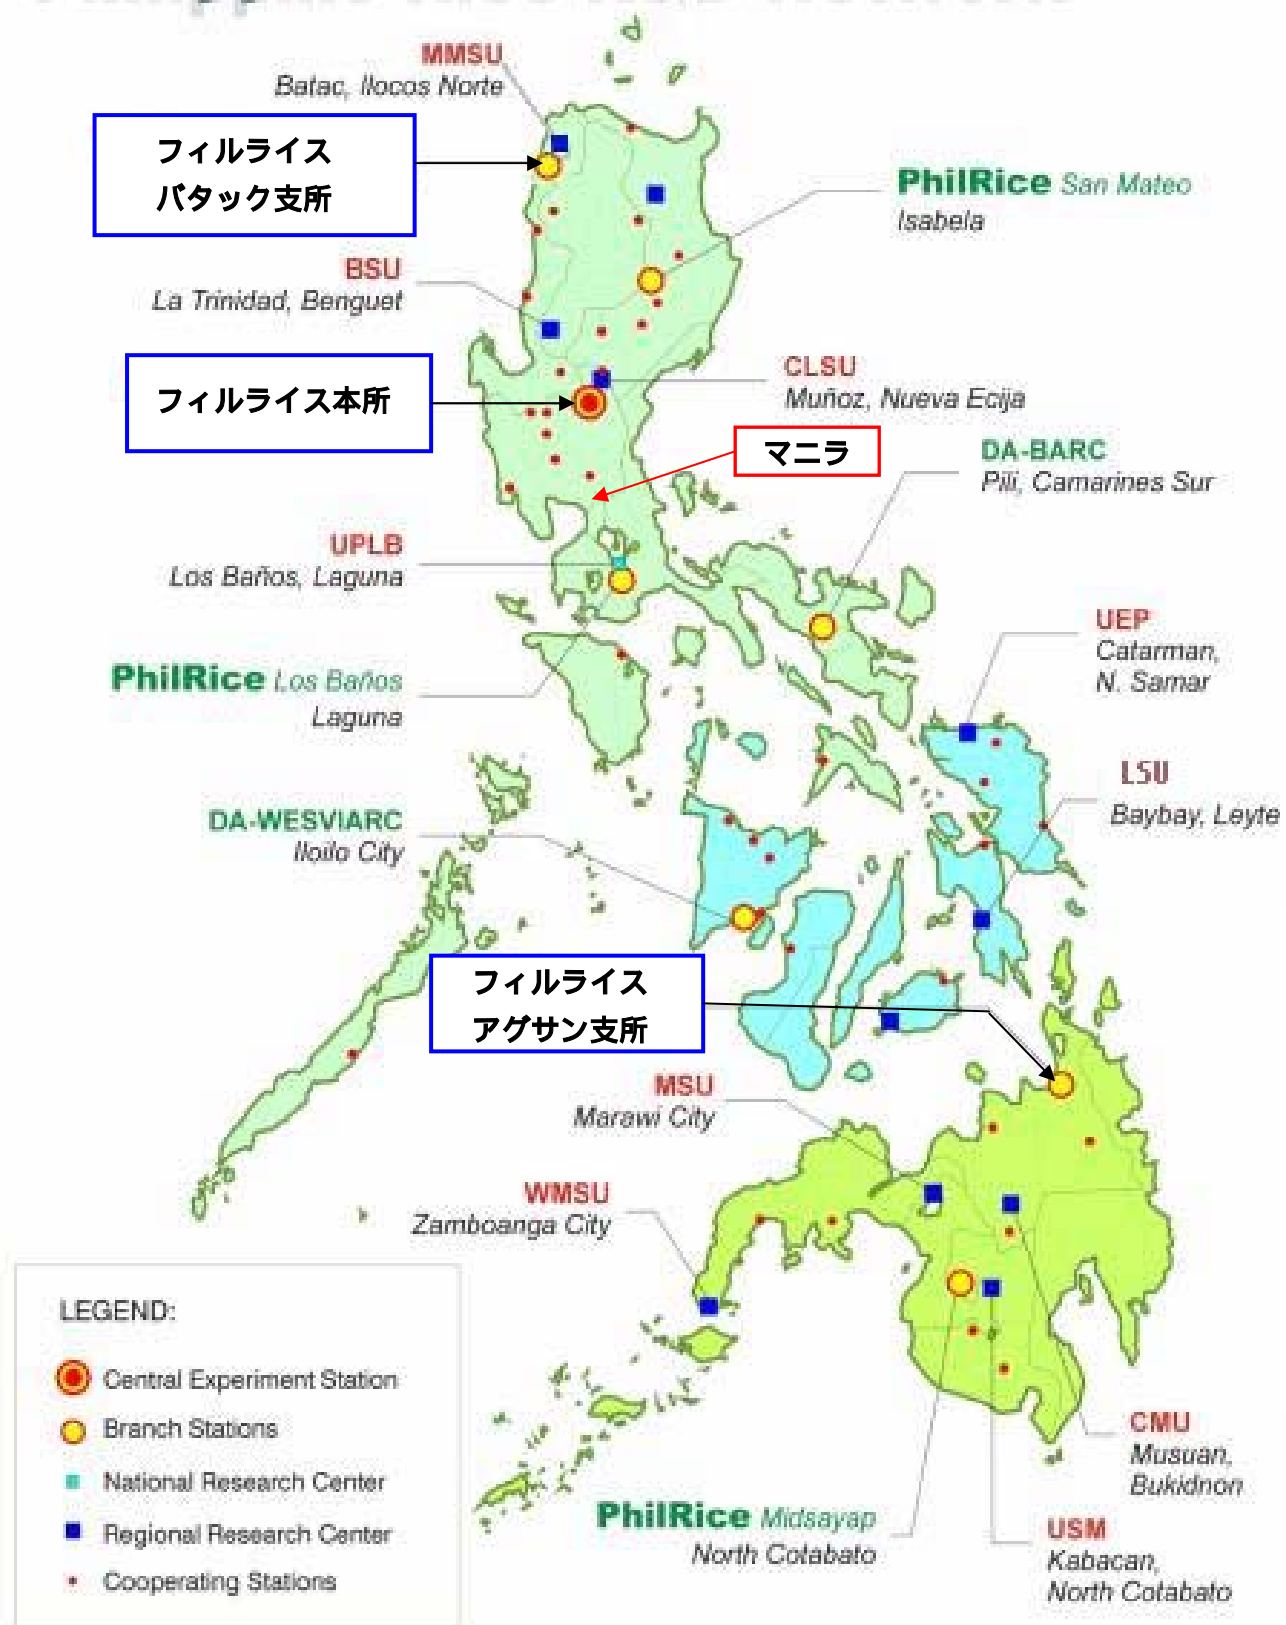 MMSU
Batac, Ilocos Norte
フィルライス
バタック支所
PhilRice San Mateo
Isabela
BSU
La Trinidad, Benguet
フィルライス本所
CLSU
Muñoz, Nueva Ecija
マニラ
DA-BARC
Pili, Camarines Sur
UPLB
Los Baños, Laguna
UEP
Catarman,
N. Samar
PhilRice Los Baños
Laguna
LSU
Baybay, Leyte
DA-WESVIARC
Iloilo City
フィルライス
アグサン支所
MSU
Marawi City
WMSU
Zamboanga City
LEGEND:
Central Experiment Station
Branch Stations
National Research Center
Regional Research Center
Cooperating Stations
CMU
Musuan,
Bukidnon
PhilRice Midsayap
North Cotabato
USM
Kabacan,
North Cotabato